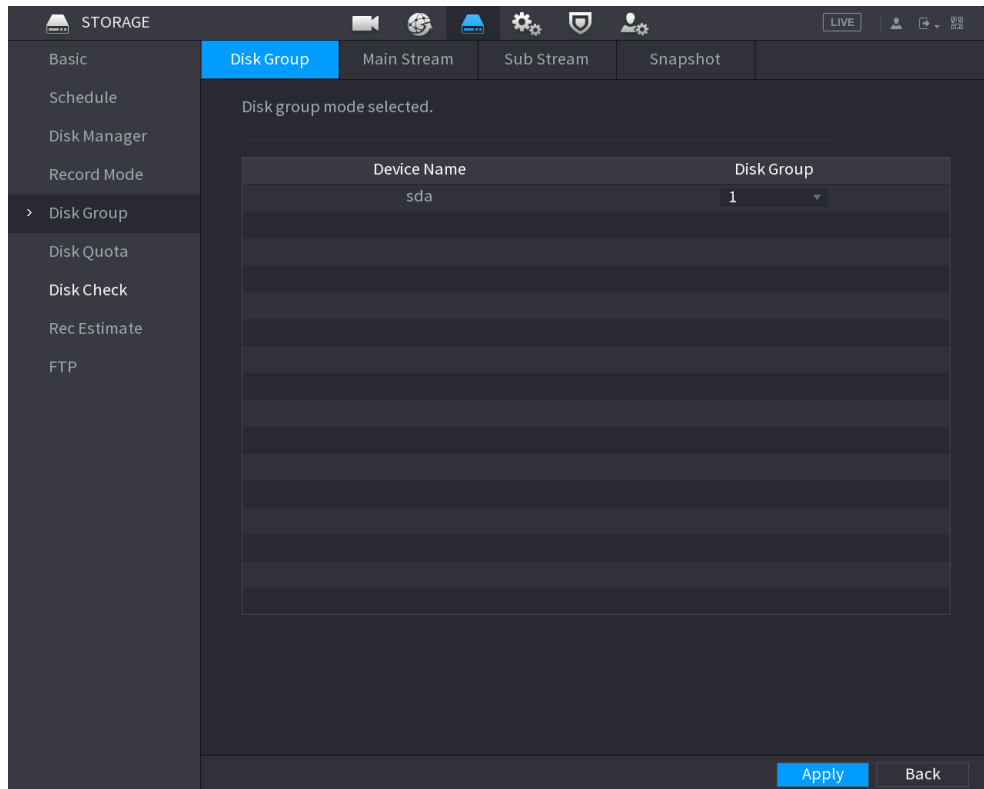 STORAGE
LIVE
Basic
Schedule
Disk Manager
Record Mode
Disk Group
Disk Quota
Disk Check
Rec Estimate
FTP
Disk Group Main Stream Sub Stream Snapshot
Disk group mode selected.
Device Name Disk Group
sda 1
Apply Back